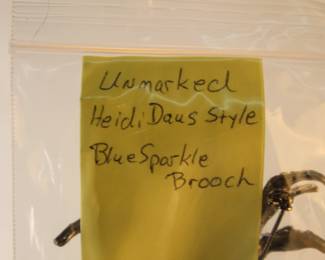 Unmarked
Heidi Daus Style
Blue Sparkle
Brooch